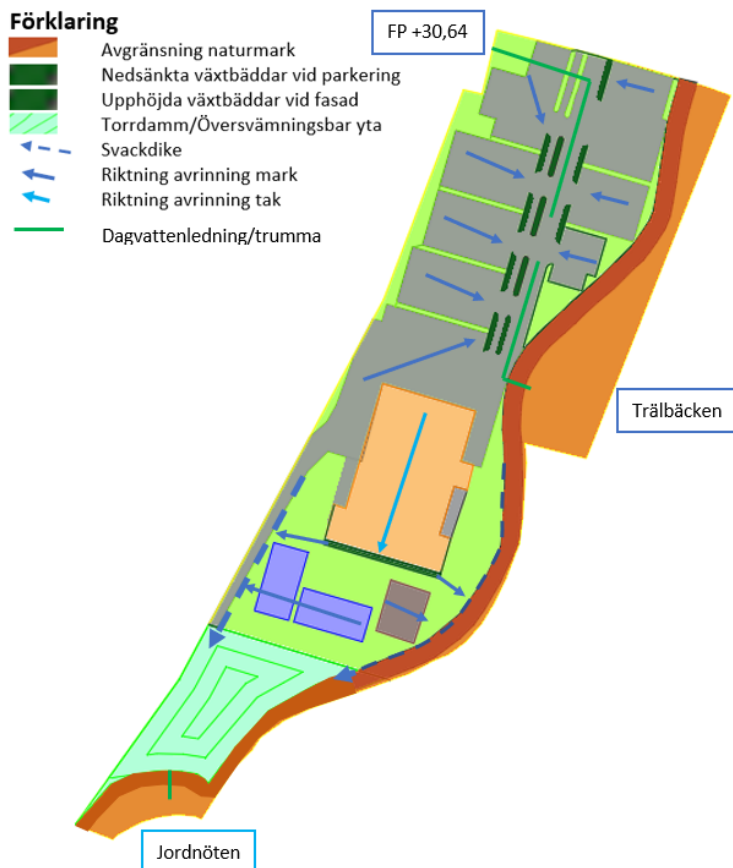 Förklaring
Avgränsning naturmark
Nedsänkta växtbäddar vid parkering
Upphöjda växtbäddar vid fasad
Torrdamm/Översvämningsbar yta
Svackdike
Riktning avrinning mark
Riktning avrinning tak
Dagvattenledning/trumma
FP +30,64
Trälbäcken
Jordnöten